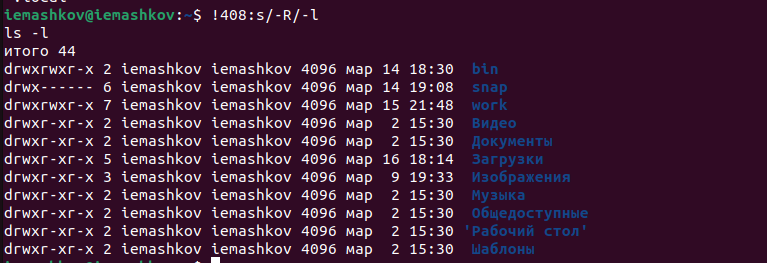 .local
iemashkov@iemashkov:~$ !408:s/-R/-l
ls -l
итого 44
drwxrwxr-x 2 iemashkov iemashkov 4096 мар 14 18:30  bin
drwx------ 6 iemashkov iemashkov 4096 мар 14 19:08  snap
drwxrwxr-x 7 iemashkov iemashkov 4096 мар 15 21:48  work
drwxr-xr-x 2 iemashkov iemashkov 4096 мар  2 15:30  Видео
drwxr-xr-x 2 iemashkov iemashkov 4096 мар  2 15:30  Документы
drwxr-xr-x 5 iemashkov iemashkov 4096 мар 16 18:14  Загрузки
drwxr-xr-x 3 iemashkov iemashkov 4096 мар  9 19:33  Изображения
drwxr-xr-x 2 iemashkov iemashkov 4096 мар  2 15:30  Музыка
drwxr-xr-x 2 iemashkov iemashkov 4096 мар  2 15:30  Общедоступные
drwxr-xr-x 2 iemashkov iemashkov 4096 мар  2 15:30 'Рабочий стол'
drwxr-xr-x 2 iemashkov iemashkov 4096 мар  2 15:30  Шаблоны
iemashkov@iemashkov:~$